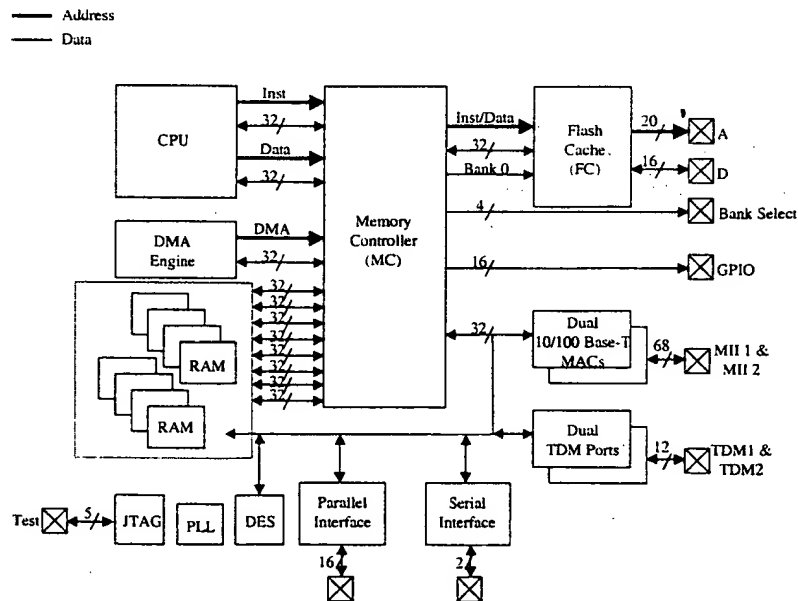 Address
Data
Inst
32
CPU
Data
32
Memory
Controller
(MC)
Inst/Data
32
Bank 0
Flash
Cache
(FC)
20
A
16
D
4
Bank Select
DMA
Engine
DMA
32
16
GPIO
32
32
32
32
32
32
32
32
RAM
RAM
32
Dual
10/100 Base-T
MACs
68
MII 1 &
MII 2
Dual
TDM Ports
12
TDM1 &
TDM2
Test
5
JTAG
PLL
DES
Parallel
Interface
Serial
Interface
16
2